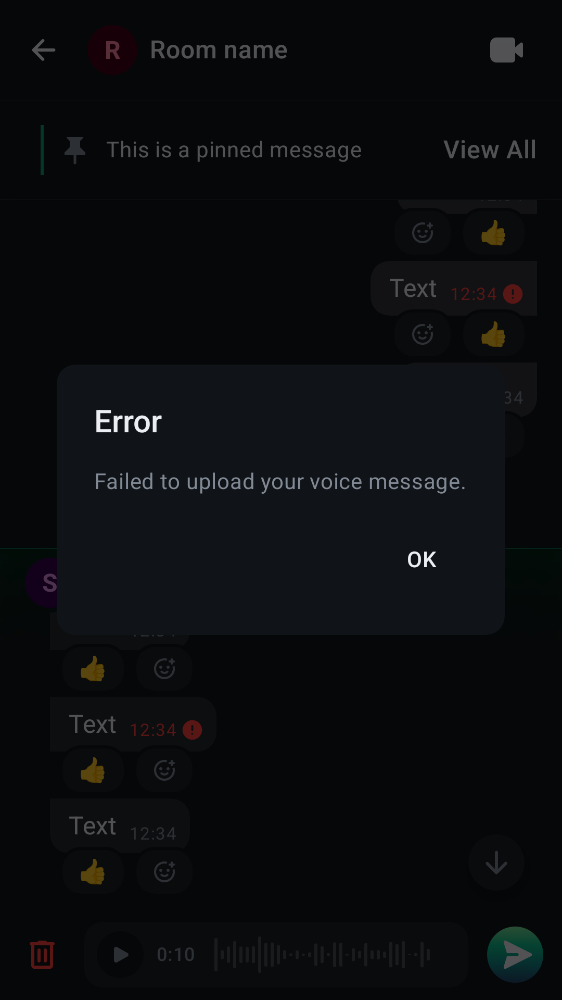 R
Room name
This is a pinned message
View All
Text 12:34
34
Error
Failed to upload your voice message.
OK
S
Text 12:34
Text 12:34
0:10